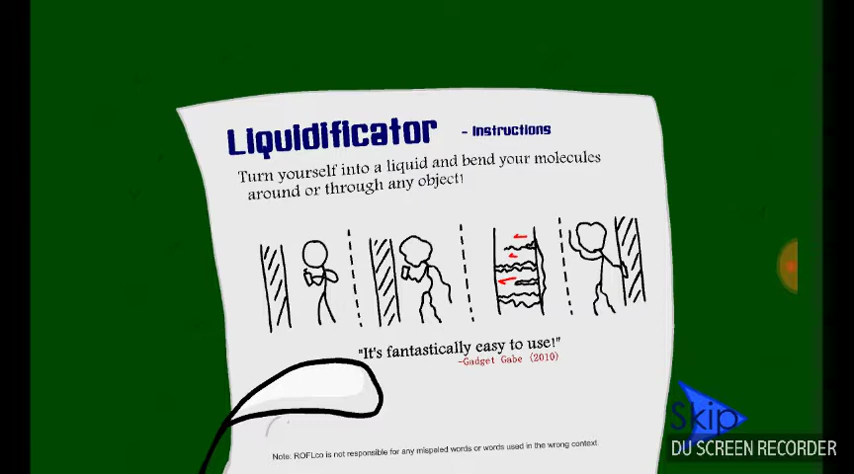 Liquidificator - Instructions
Turn yourself into a liquid and bend your molecules
around or through any object!
"It's fantastically easy to use!"
-Gadget Gabe (2010)
Note: ROFLco is not responsible for any mispeled words or words used in the wrong context.
Skip
DU SCREEN RECORDER